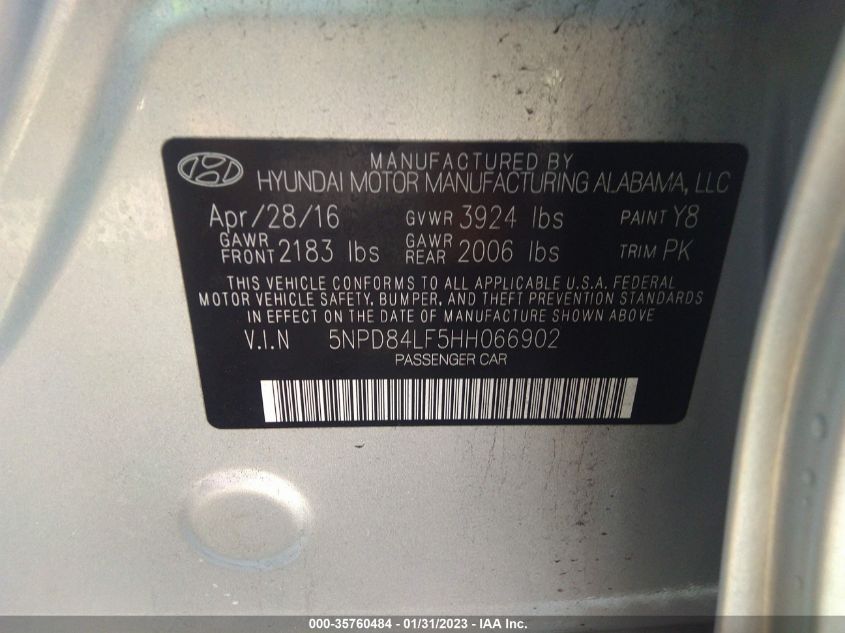 MANUFACTURED BY
HYUNDAI MOTOR MANUFACTURING ALABAMA, LLC
Apr/28/16 GVWR 3924 lbs PAINT Y8
GAWR FRONT 2183 lbs GAWR REAR 2006 lbs TRIM PK
THIS VEHICLE CONFORMS TO ALL APPLICABLE U.S.A. FEDERAL
MOTOR VEHICLE SAFETY, BUMPER, AND THEFT PREVENTION STANDARDS
IN EFFECT ON THE DATE OF MANUFACTURE SHOWN ABOVE
V.I.N 5NPD84LF5HH066902
PASSENGER CAR
000-35760484 - 01/31/2023 - IAA Inc.